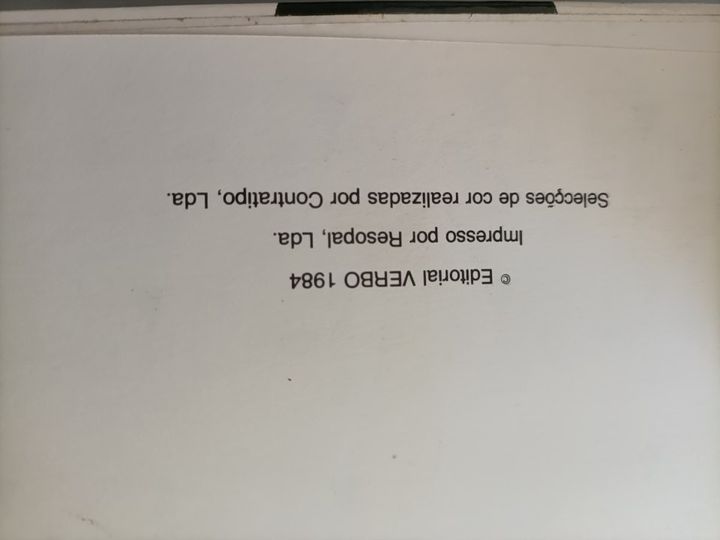 © Editorial VERBO 1984
Impresso por Resopal, Lda.
Selecções de cor realizadas por Contratipo, Lda.